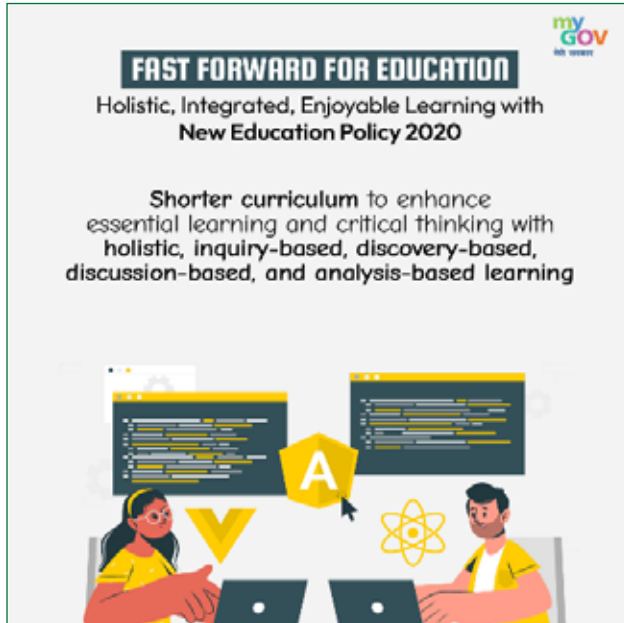 my
GOV
मेरी सरकार
FAST FORWARD FOR EDUCATION
Holistic, Integrated, Enjoyable Learning with
New Education Policy 2020
Shorter curriculum to enhance
essential learning and critical thinking with
holistic, inquiry-based, discovery-based,
discussion-based, and analysis-based learning
A